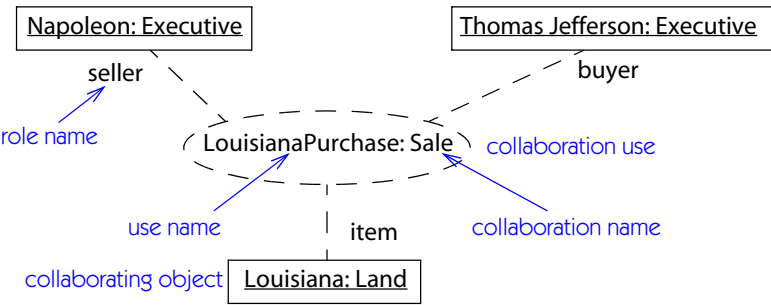 Napoleon: Executive
Thomas Jefferson: Executive
seller
buyer
role name
LouisianaPurchase: Sale
collaboration use
use name
item
collaboration name
collaborating object
Louisiana: Land